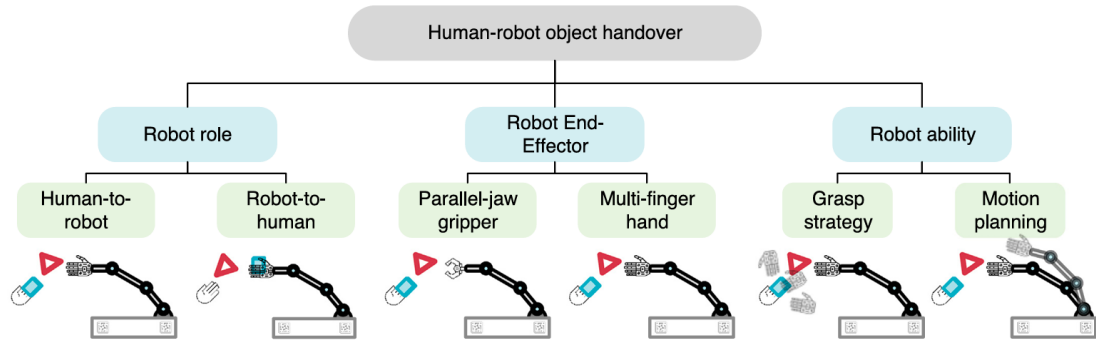 Human-robot object handover
Robot role
Robot End-
Effector
Robot ability
Human-to-
robot
Robot-to-
human
Parallel-jaw
gripper
Multi-finger
hand
Grasp
strategy
Motion
planning